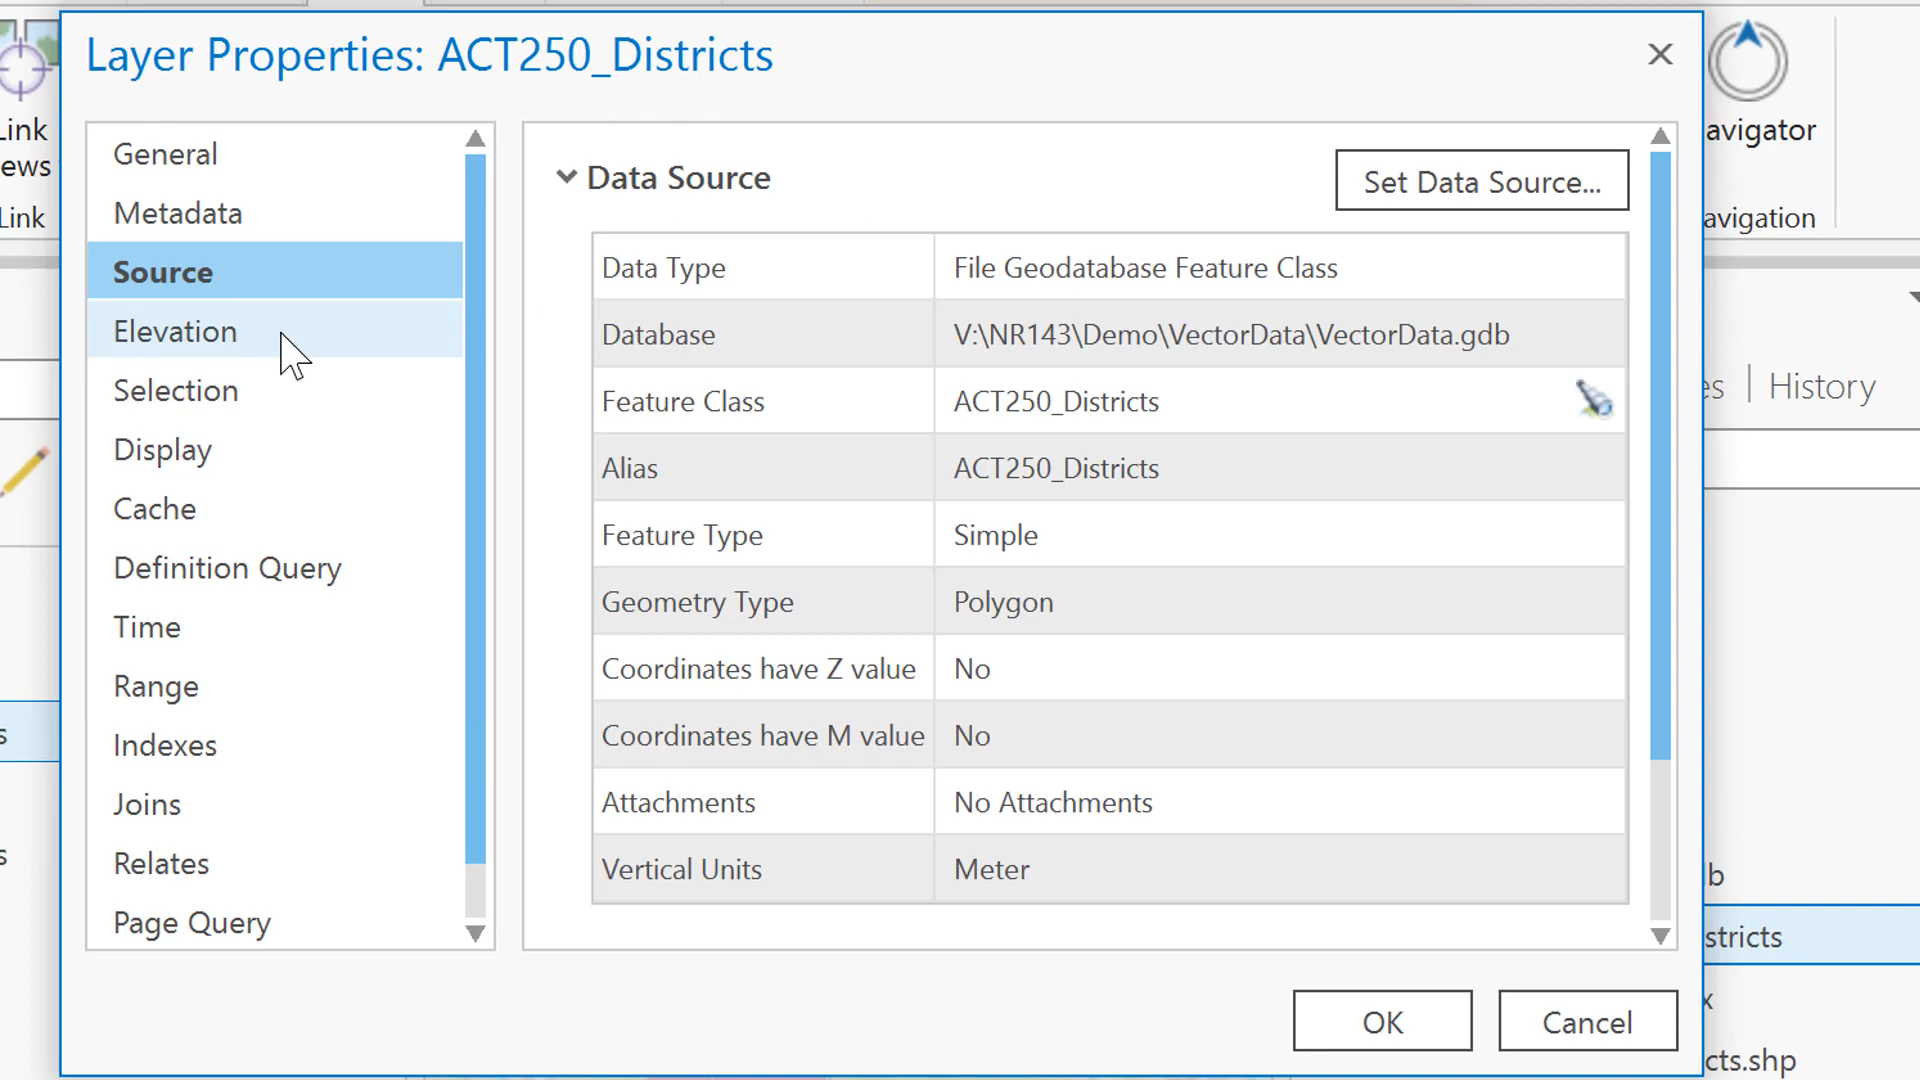 Layer Properties: ACT250_Districts
Link
ews
Link
avigator
avigation
General
Metadata
Source
Elevation
Selection
Display
Cache
Definition Query
Time
Range
Indexes
Joins
Relates
Page Query
Data Source
Set Data Source...
Data Type File Geodatabase Feature Class
Database V:\NR143\Demo\VectorData\VectorData.gdb
Feature Class ACT250_Districts
Alias ACT250_Districts
Feature Type Simple
Geometry Type Polygon
Coordinates have Z value No
Coordinates have M value No
Attachments No Attachments
Vertical Units Meter
OK
Cancel
es | History
s
s
lb
stricts
x
cts.shp